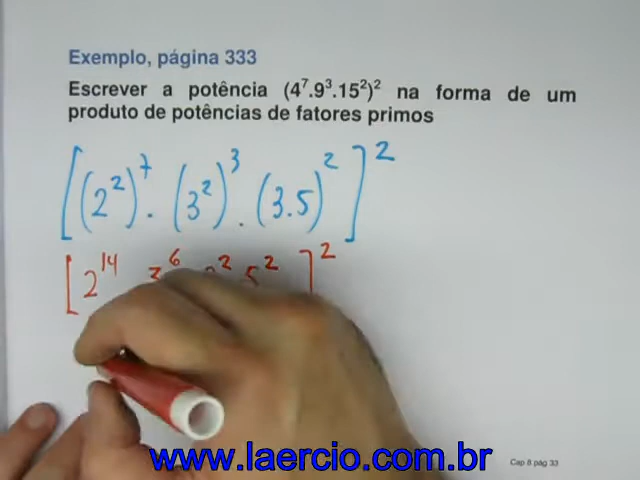 Exemplo, página 333
Escrever a potência (4⁷.9³.15²)² na forma de um
produto de potências de fatores primos
[(2²)⁷ . (3²)³ . (3.5)²]²
[2¹⁴ 3⁶ 2 5²]²
www.laercio.com.br
Cap 8 pág 33